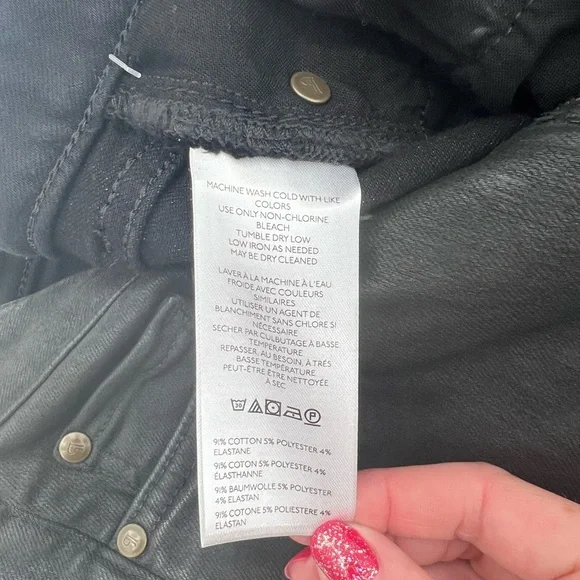 MACHINE WASH COLD WITH LIKE
COLORS
USE ONLY NON-CHLORINE
BLEACH
TUMBLE DRY LOW
LOW IRON AS NEEDED
MAY BE DRY CLEANED
LAVER À LA MACHINE À L'EAU
FROIDE AVEC COULEURS
SIMILAIRES
UTILISER UN AGENT DE
BLANCHIMENT SANS CHLORE SI
NÉCESSAIRE
SECHER PAR CULBUTAGE À BASSE
TEMPÉRATURE
REPASSER, AU BESOIN, À TRÈS
BASSE TEMPÉRATURE
PEUT-ÊTRE ÊTRE NETTOYÉE
À SEC
30 P
91% COTTON 5% POLYESTER 4%
ELASTANE
91% COTON 5% POLYESTER 4%
ÉLASTHANNE
91% BAUMWOLLE 5% POLYESTER
4% ELASTAN
91% COTONE 5% POLIESTERE 4%
ELASTAN